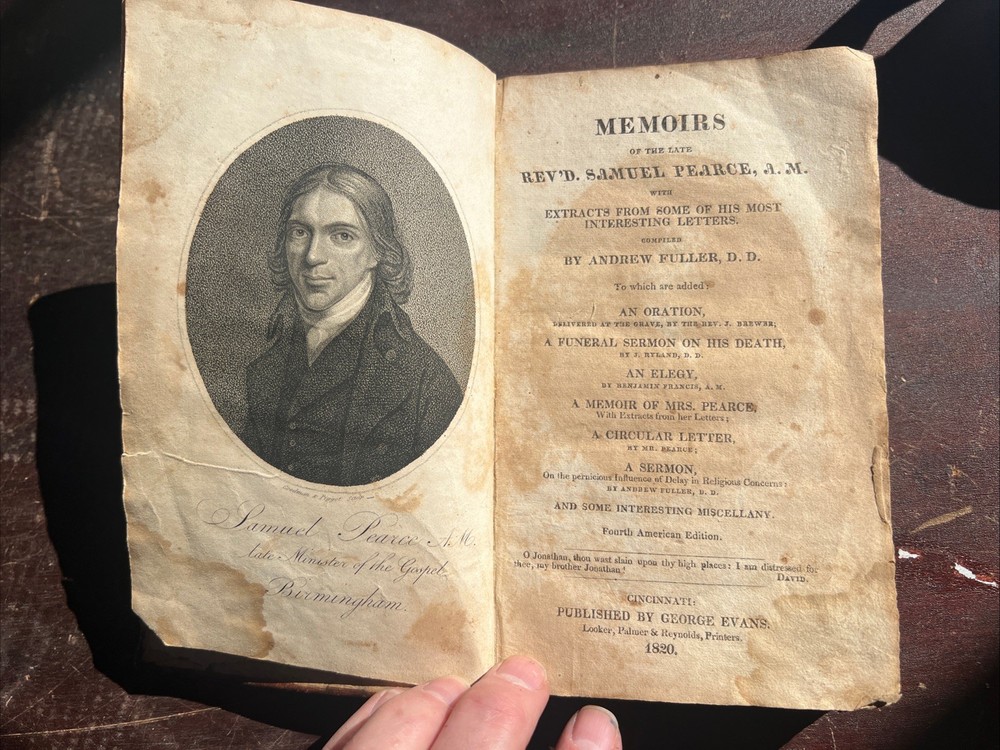 Samuel Pearce A.M.
late Minister of the Gospel
Birmingham.
MEMOIRS
OF THE LATE
REV'D. SAMUEL PEARCE, A. M.
WITH
EXTRACTS FROM SOME OF HIS MOST
INTERESTING LETTERS.
COMPILED
BY ANDREW FULLER, D. D.
To which are added:
AN ORATION,
DELIVERED AT THE GRAVE, BY THE REV. J. BREWER;
A FUNERAL SERMON ON HIS DEATH,
BY J. RYLAND, D. D.
AN ELEGY,
BY BENJAMIN FRANCIS, A. M.
A MEMOIR OF MRS. PEARCE,
With Extracts from her Letters;
A CIRCULAR LETTER,
BY MR. PEARCE;
A SERMON,
On the pernicious Influence of Delay in Religious Concerns:
BY ANDREW FULLER, D. D.
AND SOME INTERESTING MISCELLANY.
Fourth American Edition.
O Jonathan, thou wast slain upon thy high places: I am distressed for
thee, my brother Jonathan!
DAVID.
CINCINNATI:
PUBLISHED BY GEORGE EVANS.
Looker, Palmer & Reynolds, Printers.
1820.